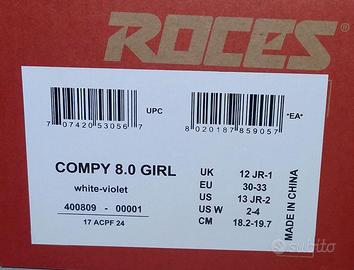 ROCES
UPC
*EA*
7 07420 53056 7
8 020187 859057
COMPY 8.0 GIRL
white-violet
400809 - 00001
17 ACPF 24
UK 12 JR-1
EU 30-33
US 13 JR-2
US W 2-4
CM 18.2-19.7
MADE IN CHINA
subito